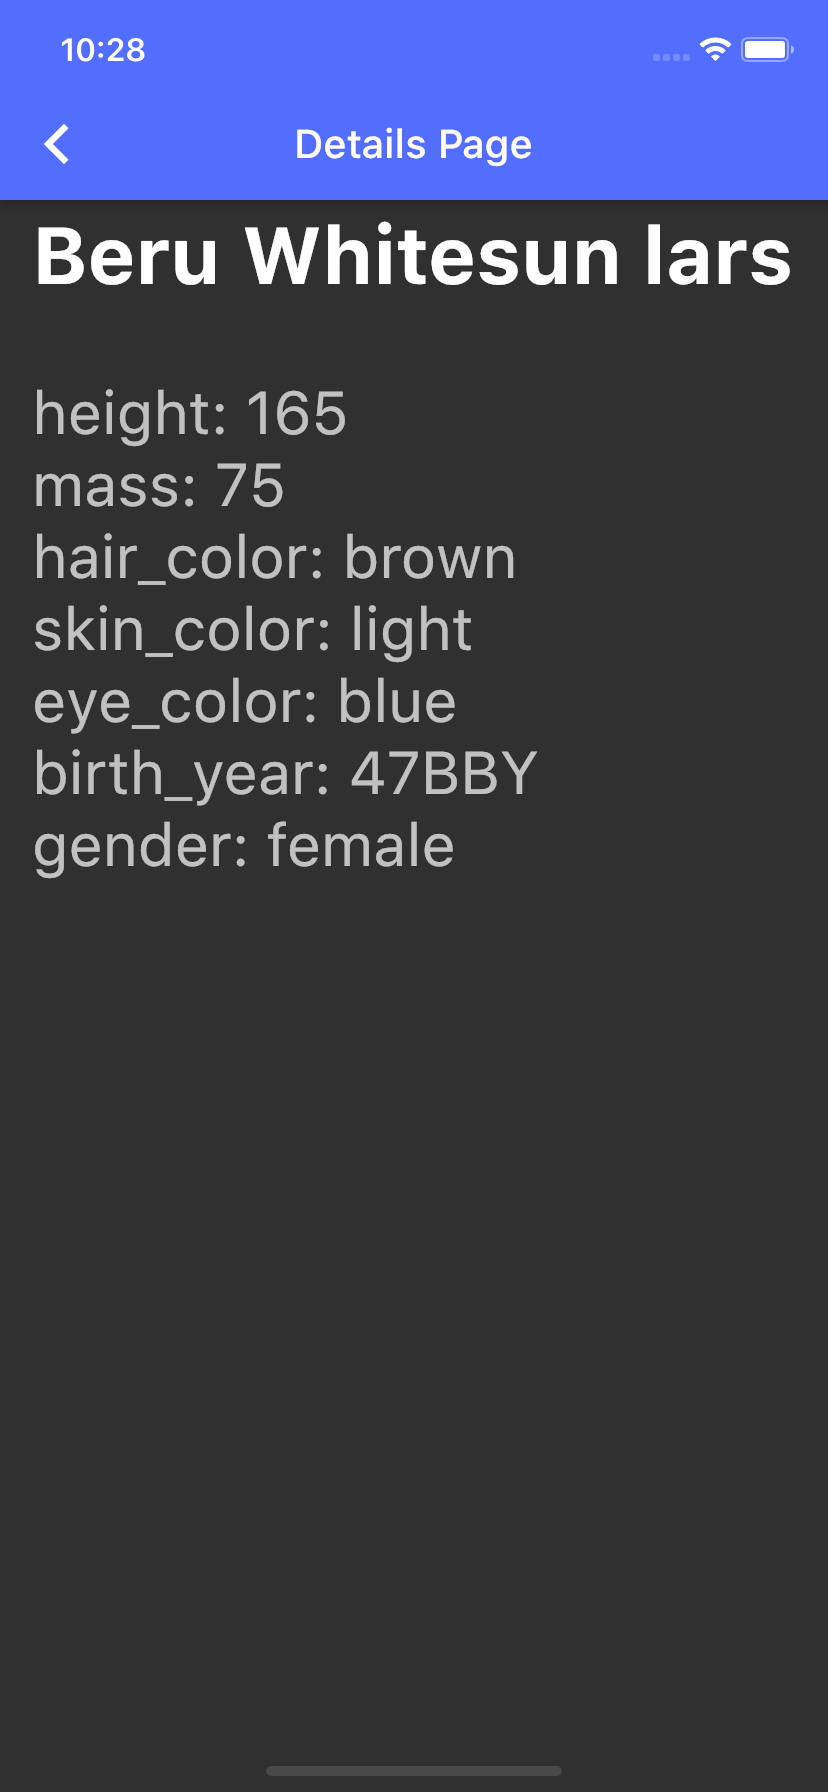 10:28
Details Page
Beru Whitesun lars
height: 165
mass: 75
hair_color: brown
skin_color: light
eye_color: blue
birth_year: 47BBY
gender: female